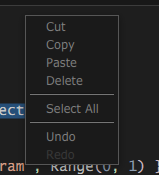 Cut
Copy
Paste
Delete
ect
Select All
Undo
Redo
ram", Range(0, 1)